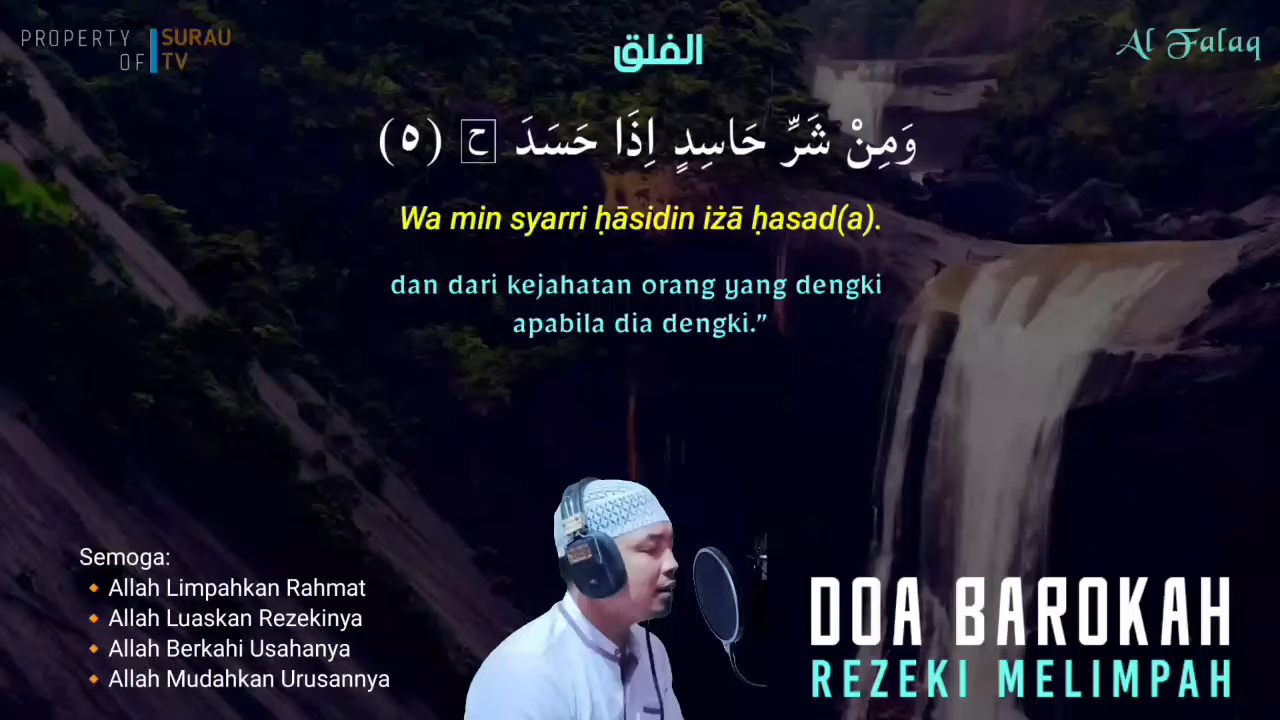 PROPERTY OF SURAU TV
الفلق
Al Falaq
وَمِنْ شَرِّ حَاسِدٍ اِذَا حَسَدَ ࣖ ح (٥)
Wa min syarri ḥāsidin iżā ḥasad(a).
dan dari kejahatan orang yang dengki
apabila dia dengki.”
Semoga:
🔸Allah Limpahkan Rahmat
🔸Allah Luaskan Rezekinya
🔸Allah Berkahi Usahanya
🔸Allah Mudahkan Urusannya
DOA BAROKAH
REZEKI MELIMPAH